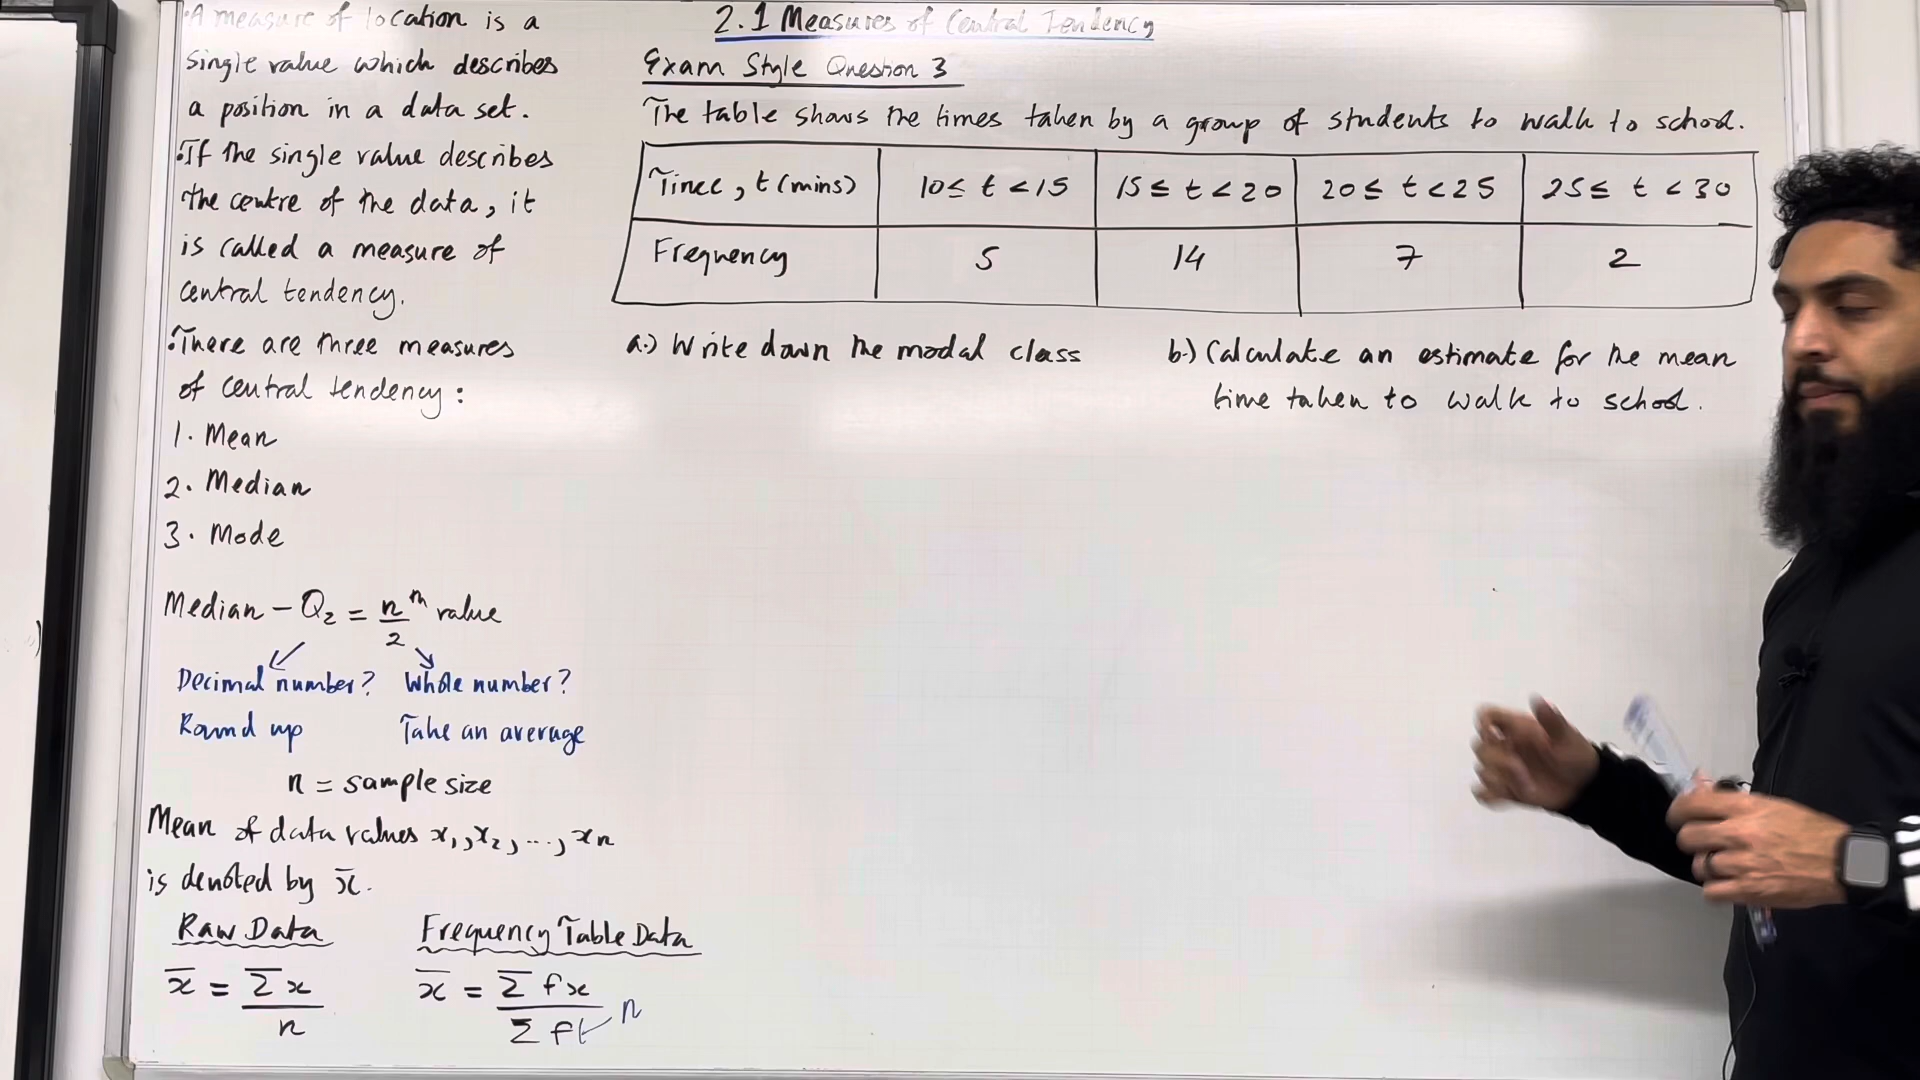 2.1 Measures of Central Tendency
• A measure of location is a
single value which describes
a position in a data set.
• If the single value describes
the centre of the data, it
is called a measure of
central tendency.
• There are three measures
of central tendency:
1. Mean
2. Median
3. Mode
Median - Q₂ = n/2 th value
Decimal number? Whole number?
Round up Take an average
n = sample size
Mean of data values x₁, x₂, ..., xn
is denoted by x̄.
Raw Data Frequency Table Data
x̄ = Σx/n x̄ = Σfx/Σf n
Exam Style Question 3
The table shows the times taken by a group of students to walk to school.
Time, t (mins) 10 ≤ t < 15 15 ≤ t < 20 20 ≤ t < 25 25 ≤ t < 30
Frequency 5 14 7 2
a.) Write down the modal class
b.) Calculate an estimate for the mean
time taken to walk to school.